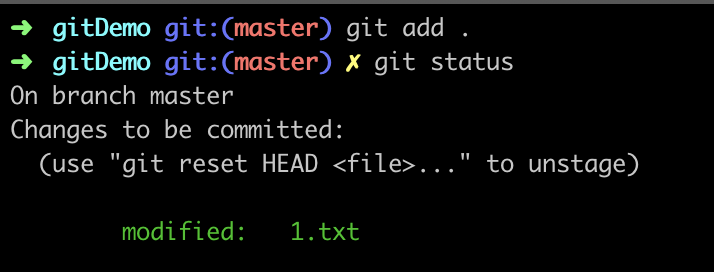 ➜ gitDemo git:(master) git add .
➜ gitDemo git:(master) ✗ git status
On branch master
Changes to be committed:
  (use "git reset HEAD <file>..." to unstage)
        modified:   1.txt